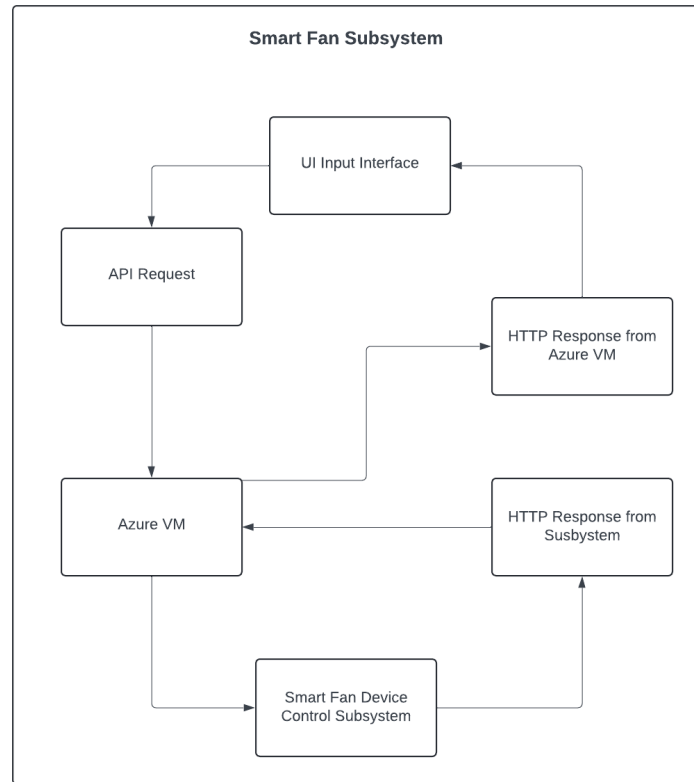 Smart Fan Subsystem
UI Input Interface
API Request
HTTP Response from
Azure VM
Azure VM
HTTP Response from
Susbystem
Smart Fan Device
Control Subsystem